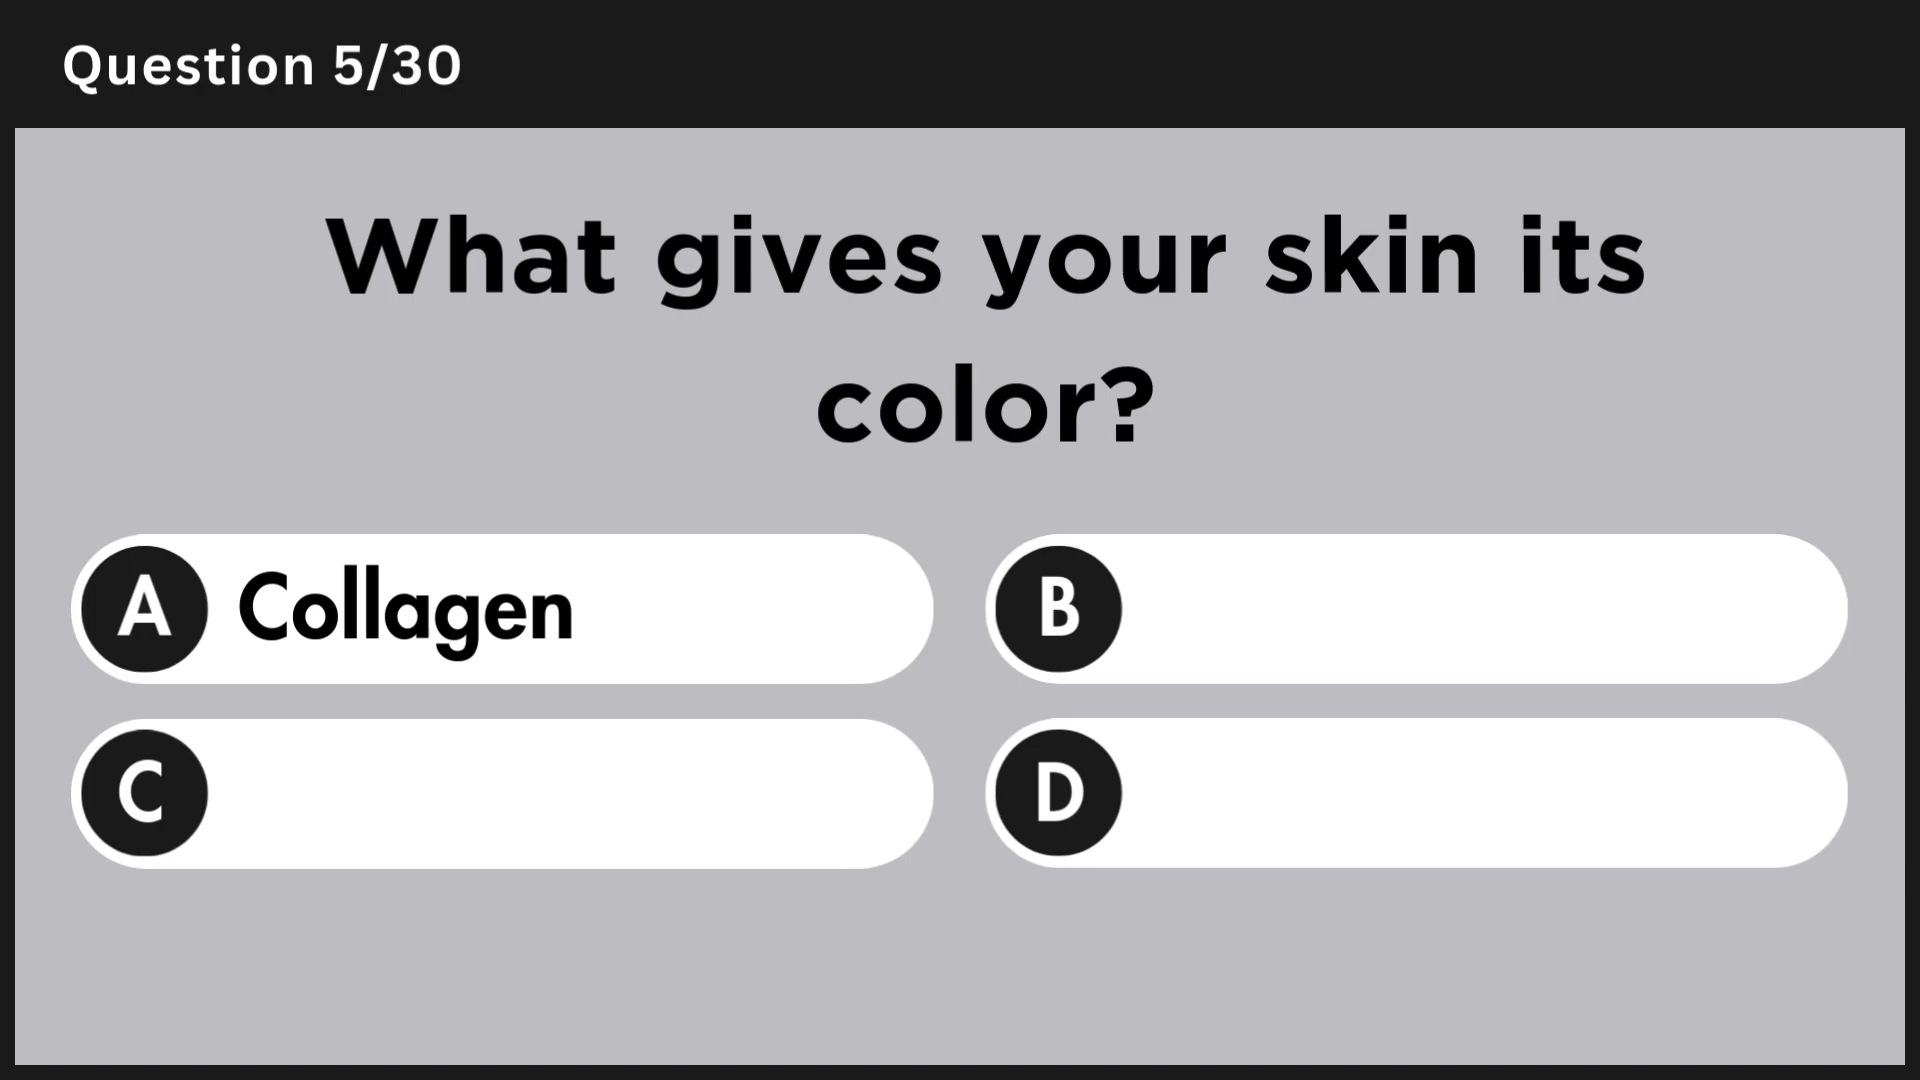 Question 5/30
What gives your skin its
color?
A Collagen
B
C
D